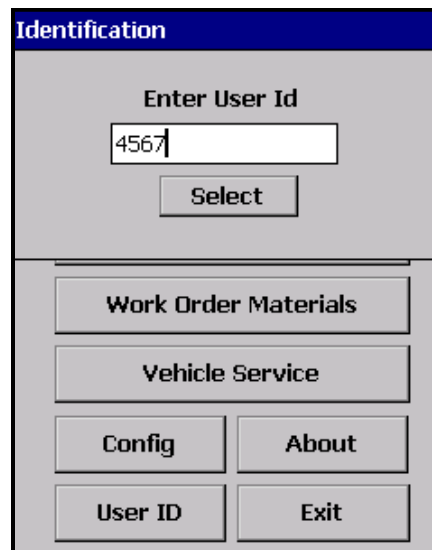 Identification
Enter User Id
4567
Select
Work Order Materials
Vehicle Service
Config About
User ID Exit